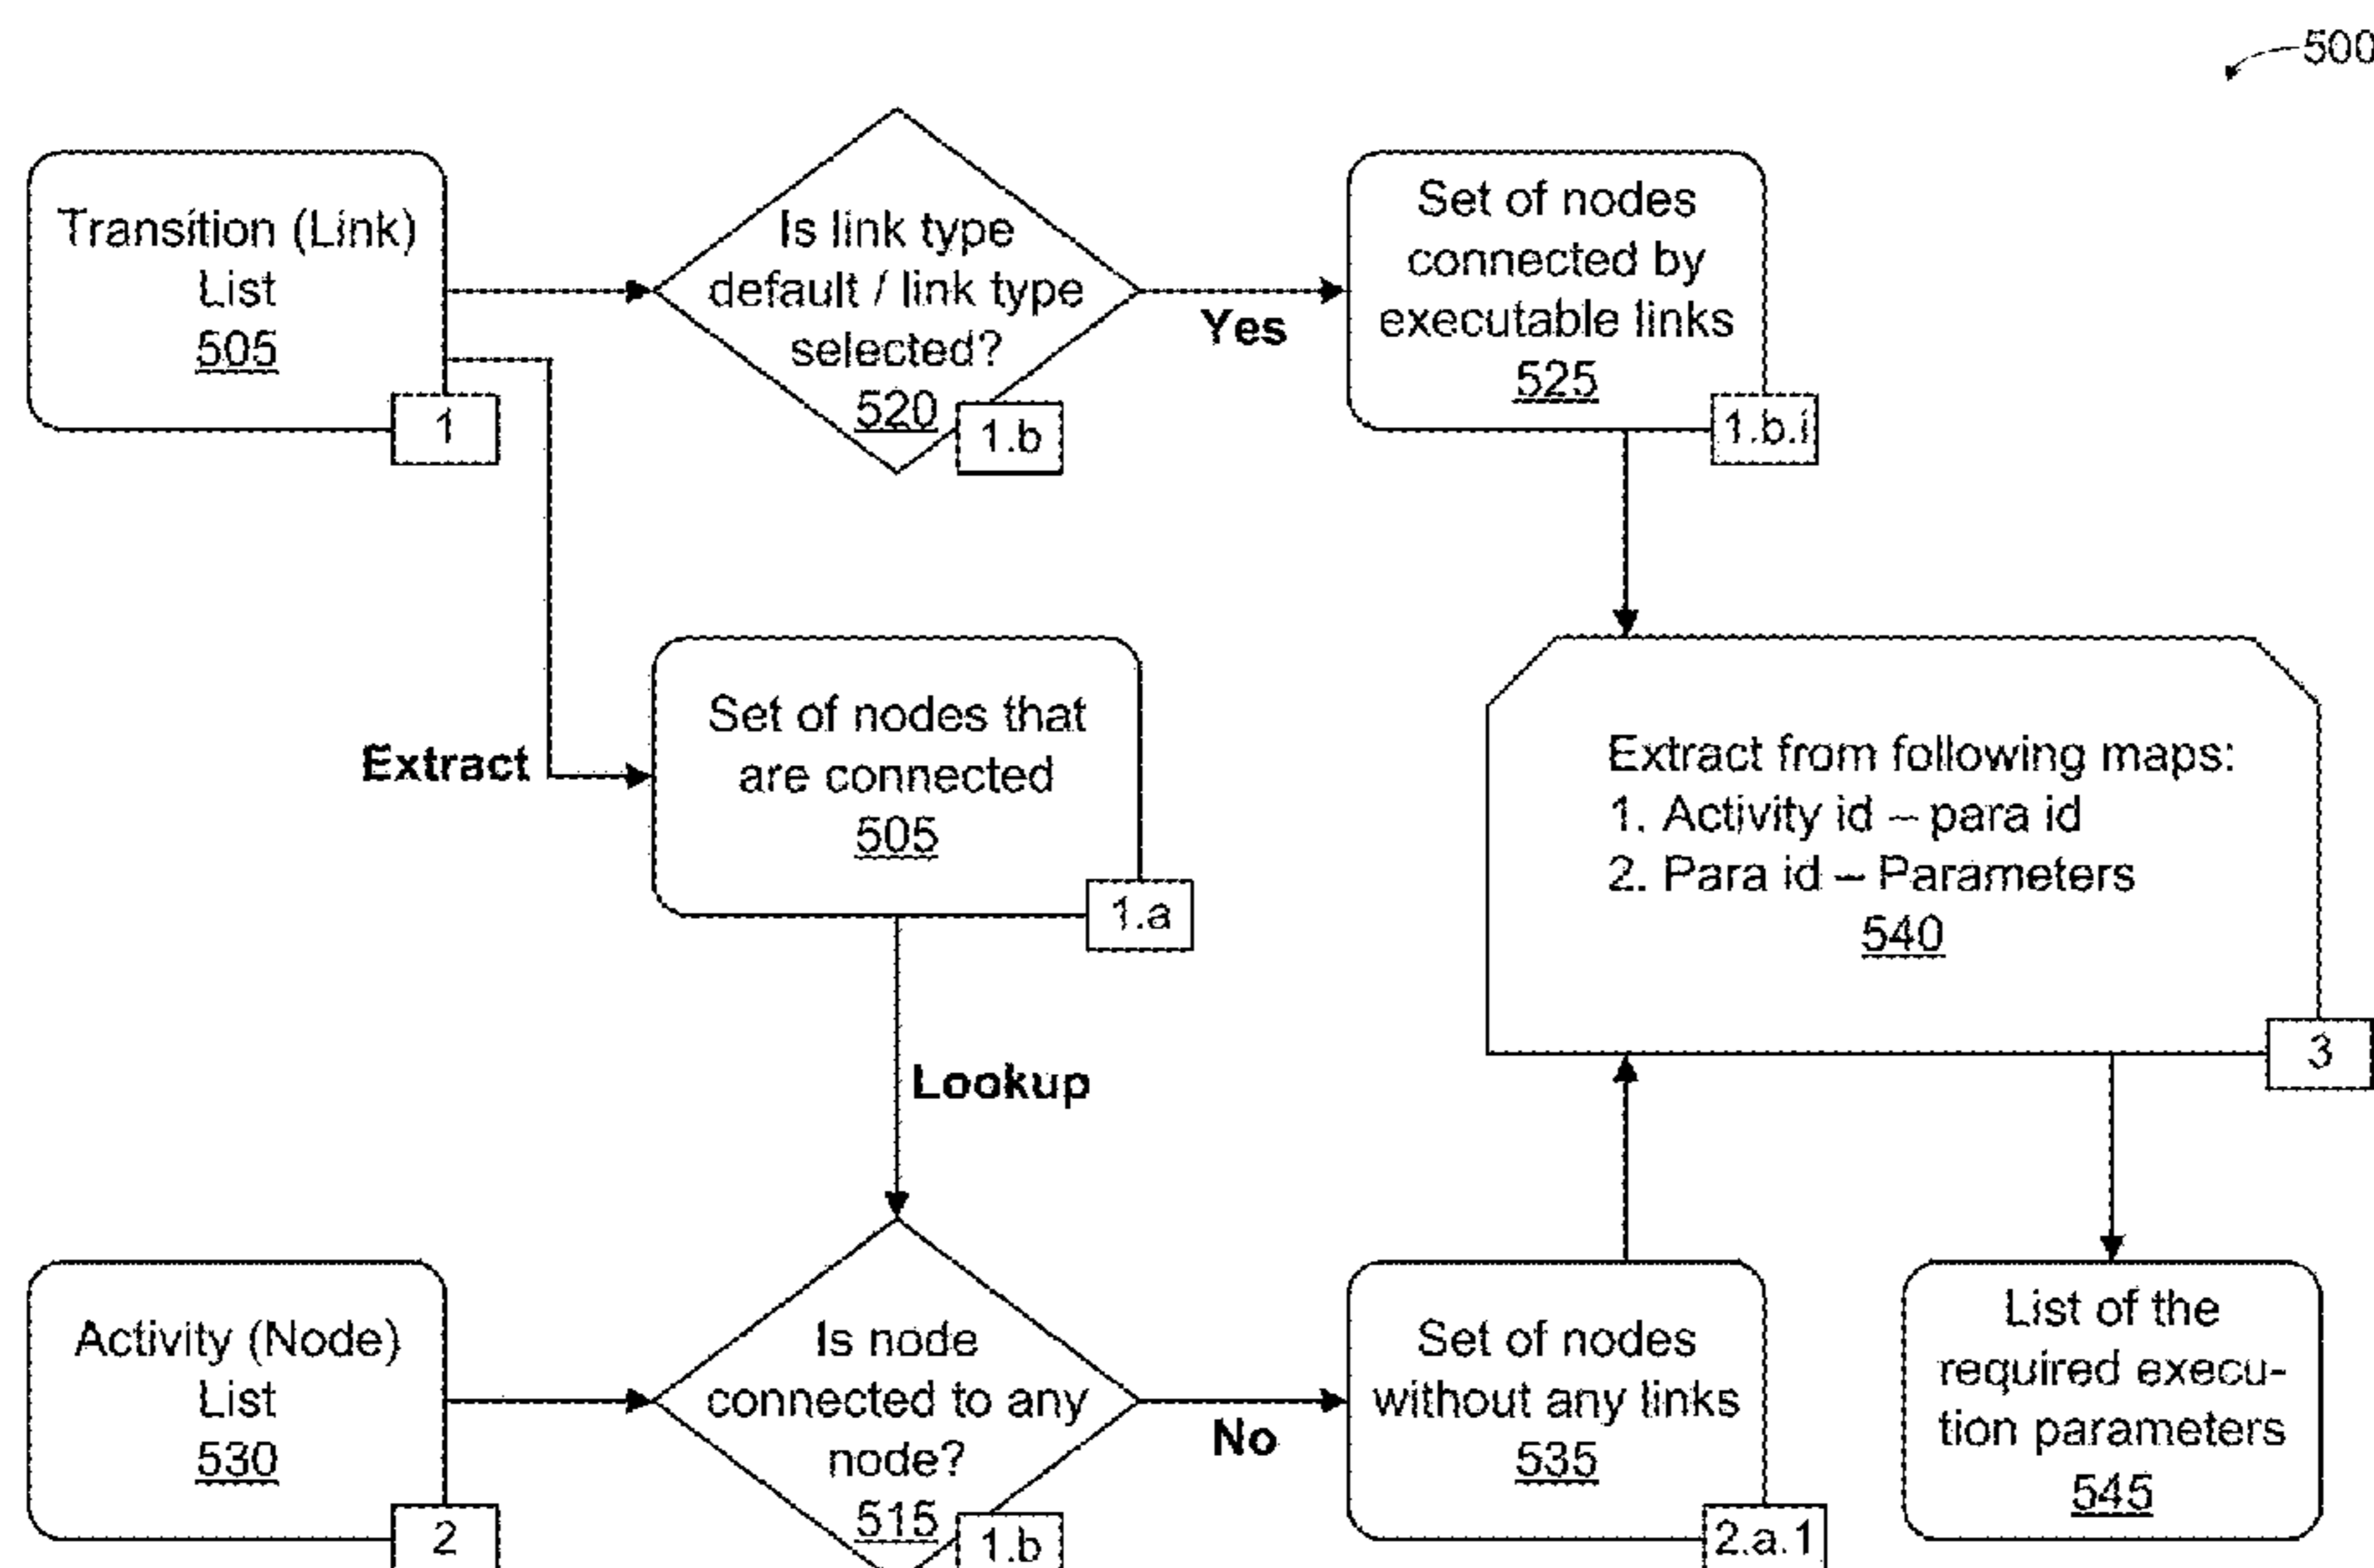 500
Transition (Link)
List
505
1
Is link type
default / link type
selected?
520
1.b
Yes
Set of nodes
connected by
executable links
525
1.b.i
Extract
Set of nodes that
are connected
505
1.a
Extract from following maps:
1. Activity id – para id
2. Para id – Parameters
540
3
Lookup
Activity (Node)
List
530
2
Is node
connected to any
node?
515
1.b
No
Set of nodes
without any links
535
2.a.1
List of the
required execu-
tion parameters
545